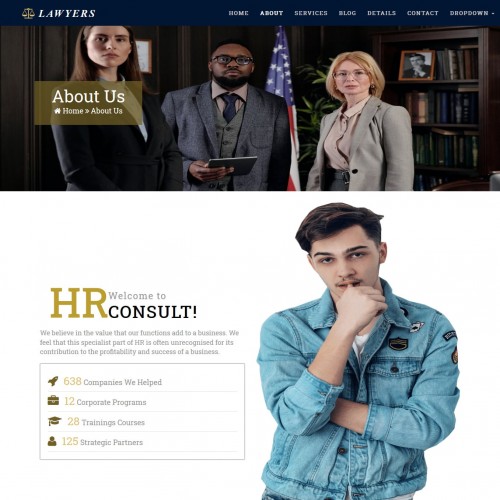 LAWYERS
HOME ABOUT SERVICES BLOG DETAILS CONTACT DROPDOWN
About Us
Home » About Us
HR Welcome to
CONSULT!
We believe in the value that our functions add to a business. We
feel that this specialist part of HR is often unrecognised for its
contribution to the profitability and success of a business.
638 Companies We Helped
12 Corporate Programs
28 Trainings Courses
125 Strategic Partners